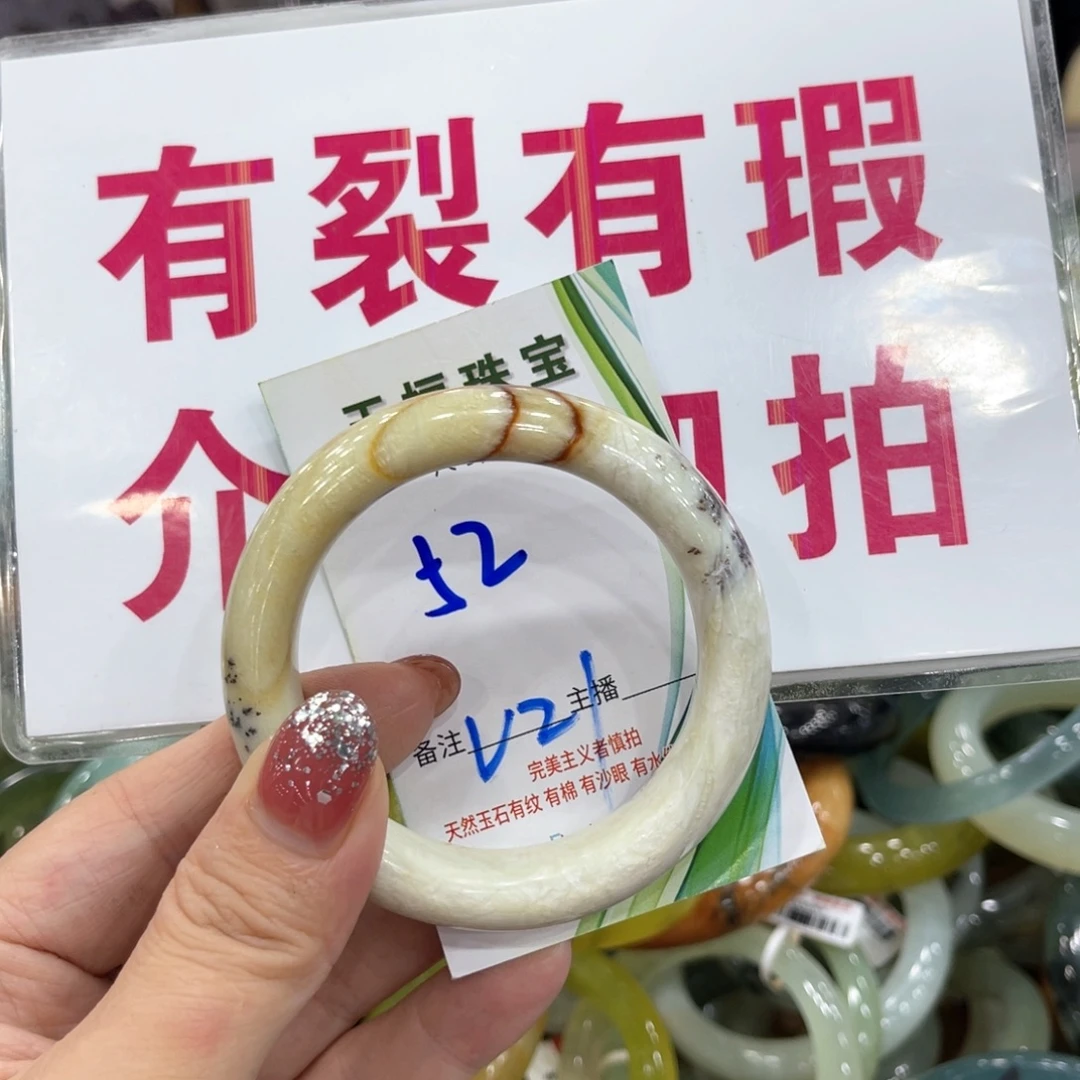 有裂有瑕
介 拍
珠宝
52
备注 V21 主播
完美主义者慎拍
天然玉石有纹 有棉 有沙眼 有水